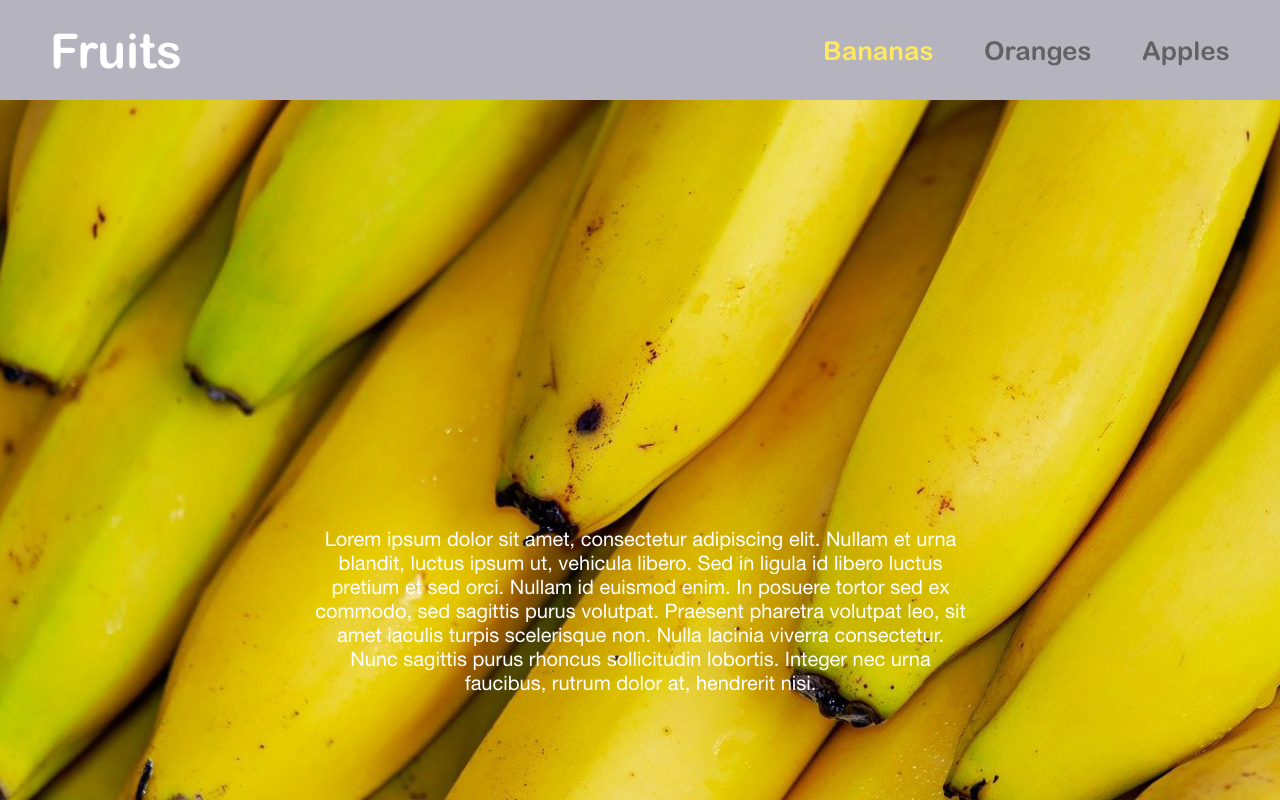 Fruits
Bananas Oranges Apples
Lorem ipsum dolor sit amet, consectetur adipiscing elit. Nullam et urna
blandit, luctus ipsum ut, vehicula libero. Sed in ligula id libero luctus
pretium et sed orci. Nullam id euismod enim. In posuere tortor sed ex
commodo, sed sagittis purus volutpat. Praesent pharetra volutpat leo, sit
amet iaculis turpis scelerisque non. Nulla lacinia viverra consectetur.
Nunc sagittis purus rhoncus sollicitudin lobortis. Integer nec urna
faucibus, rutrum dolor at, hendrerit nisi.